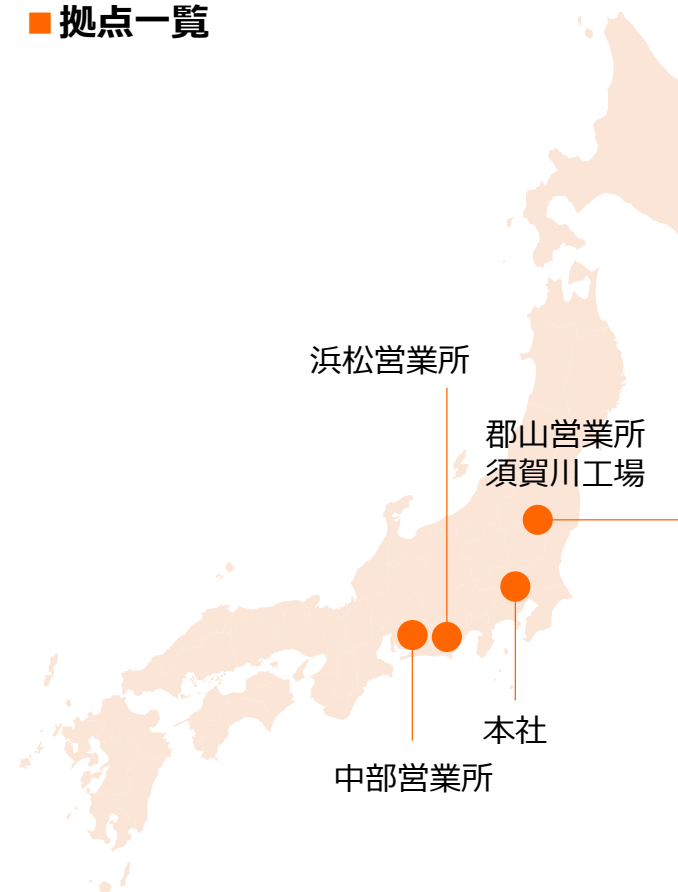 ■ 拠点一覧
浜松営業所
郡山営業所
須賀川工場
本社
中部営業所